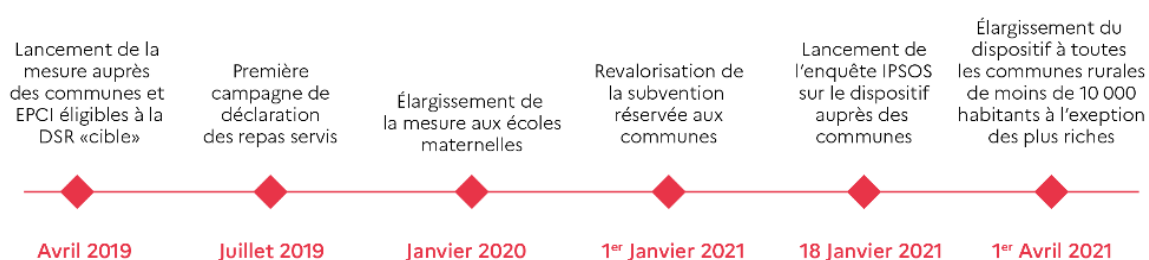 Lancement de la
mesure auprès
des communes et
EPCI éligibles à la
DSR «cible»
Avril 2019
Première
campagne de
déclaration
des repas servis
Juillet 2019
Élargissement de
la mesure aux écoles
maternelles
Janvier 2020
Revalorisation de
la subvention
réservée aux
communes
1er Janvier 2021
Lancement de
l’enquête IPSOS
sur le dispositif
auprès des
communes
18 Janvier 2021
Élargissement du
dispositif à toutes
les communes rurales
de moins de 10 000
habitants à l’exeption
des plus riches
1er Avril 2021